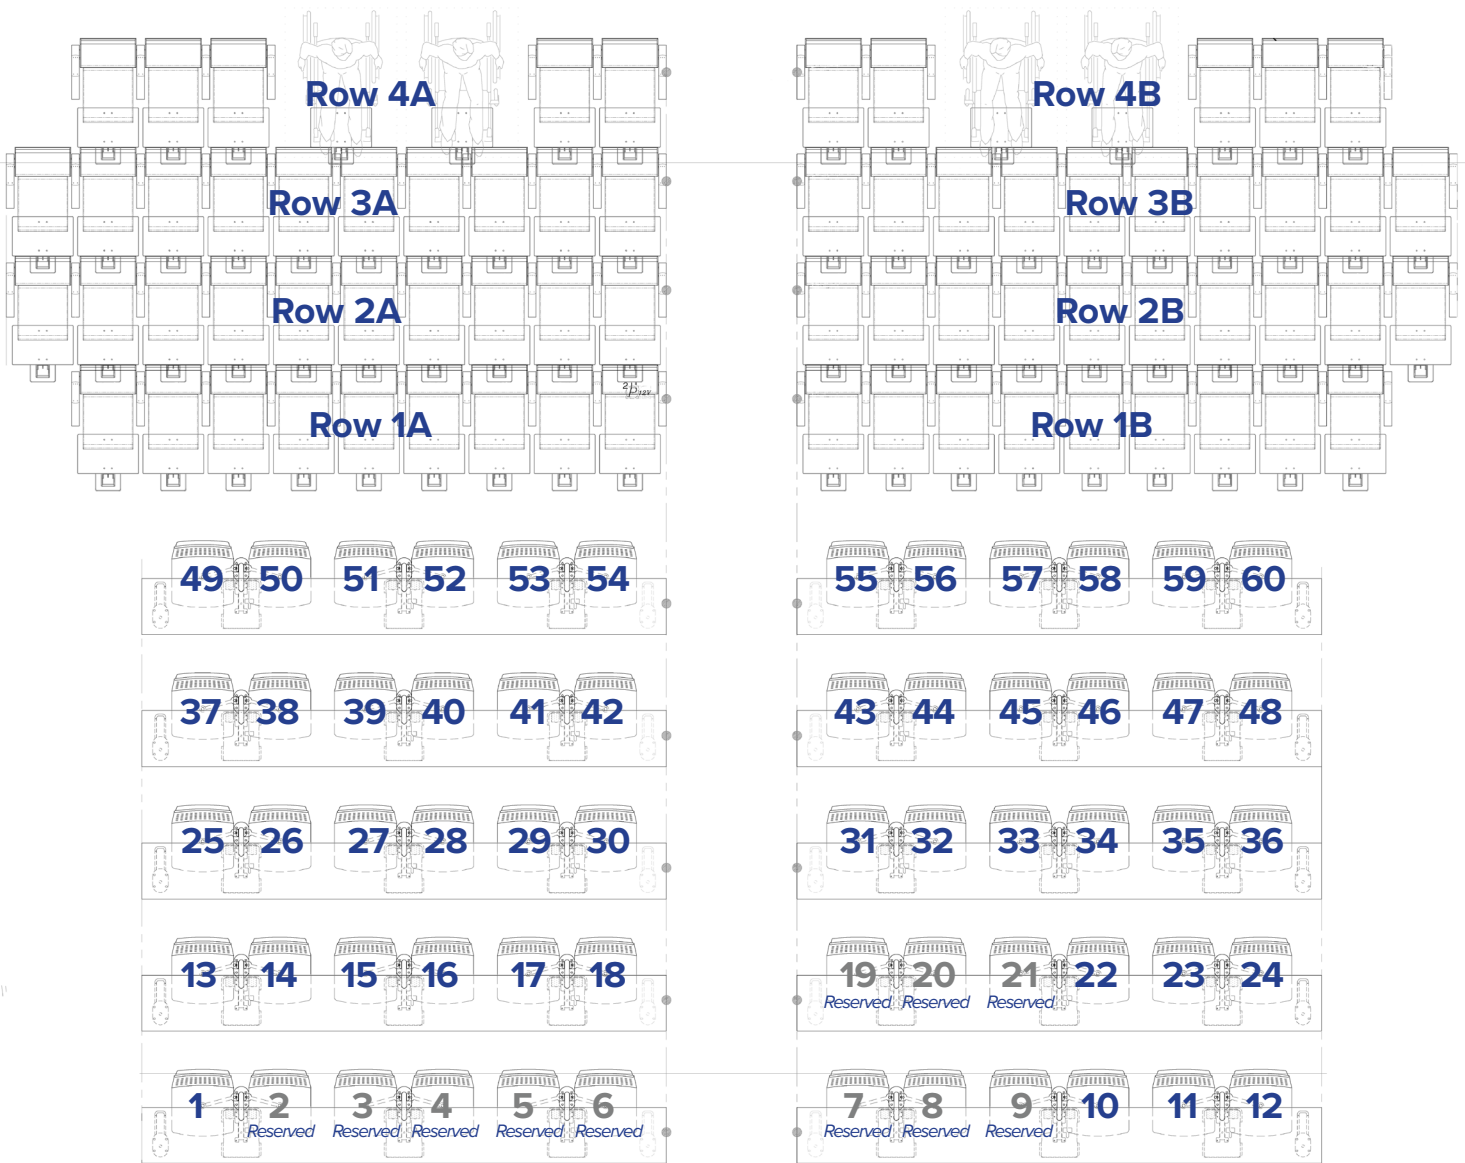 Row 4A Row 4B
Row 3A Row 3B
Row 2A Row 2B
Row 1A Row 1B
49 50 51 52 53 54 55 56 57 58 59 60
37 38 39 40 41 42 43 44 45 46 47 48
25 26 27 28 29 30 31 32 33 34 35 36
13 14 15 16 17 18 19 20 21 22 23 24
Reserved Reserved Reserved
1 2 3 4 5 6 7 8 9 10 11 12
Reserved Reserved Reserved Reserved Reserved Reserved Reserved Reserved